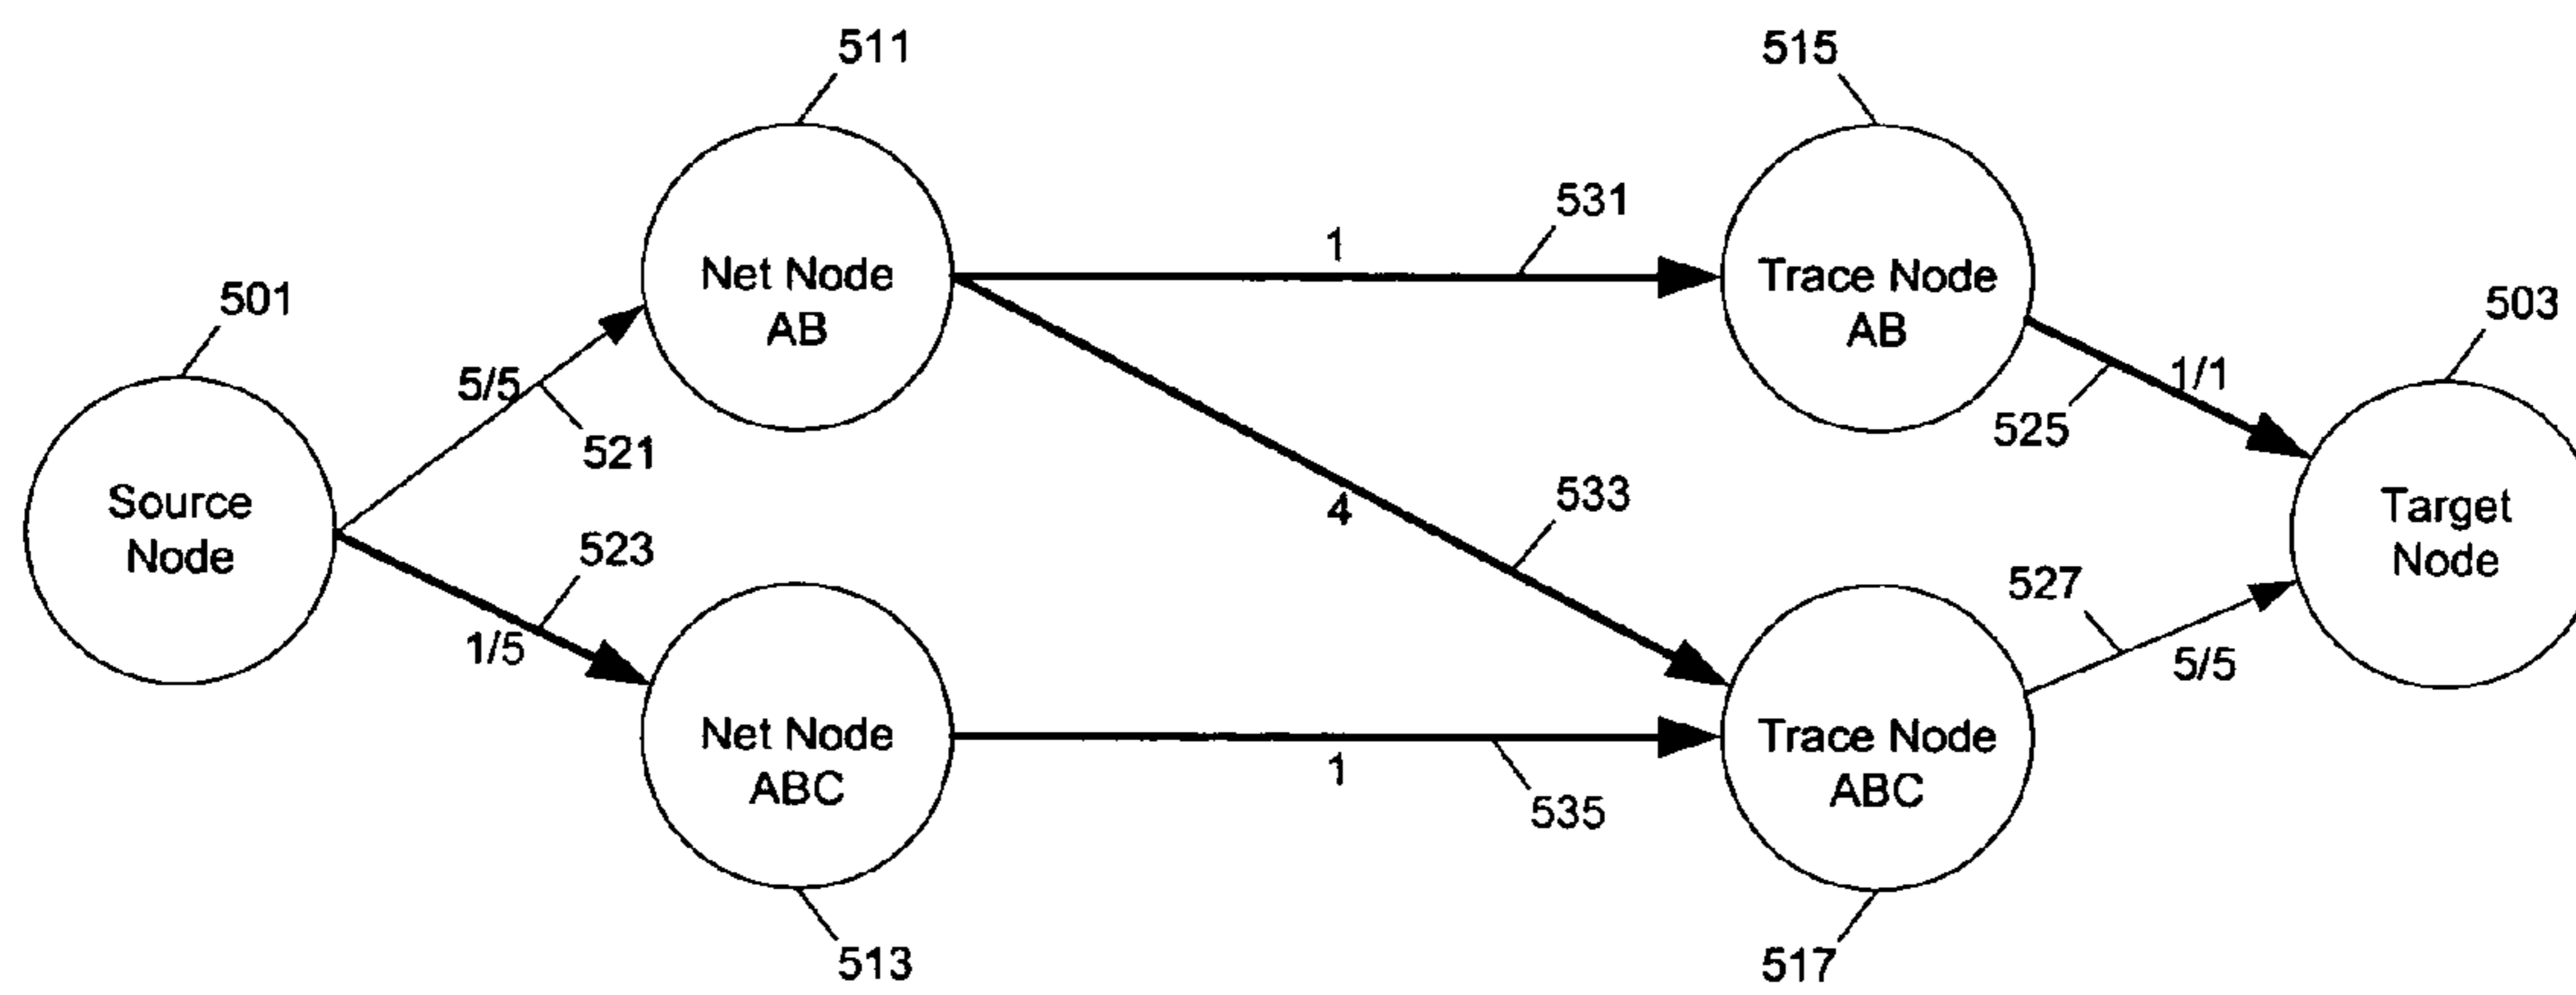 511
515
501
503
531
1
Net Node
AB
Trace Node
AB
5/5
521
1/1
525
Source
Node
Target
Node
523
1/5
4
533
527
5/5
Net Node
ABC
Trace Node
ABC
1
535
513
517